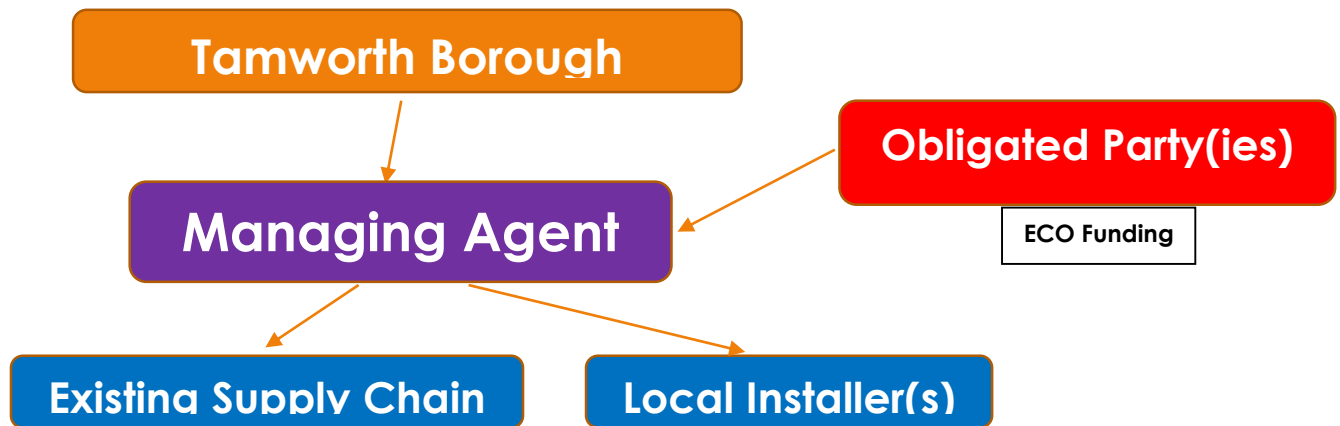 Tamworth Borough
Obligated Party(ies)
Managing Agent
ECO Funding
Existing Supply Chain
Local Installer(s)